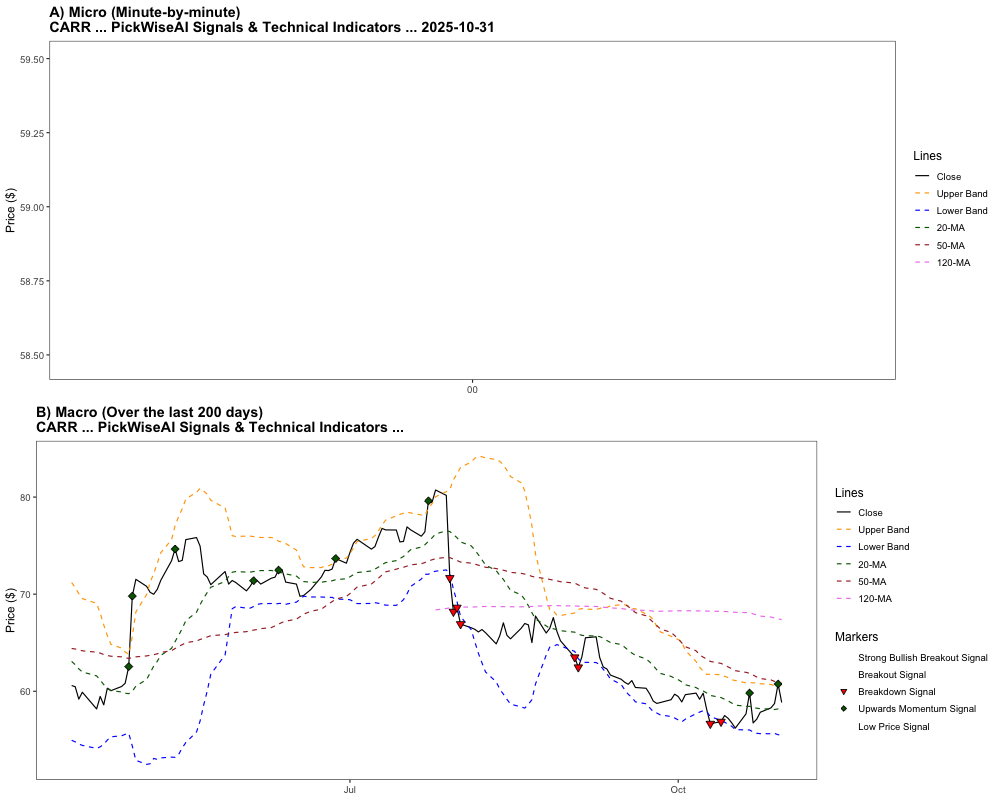 A) Micro (Minute-by-minute)
CARR ... PickWiseAI Signals & Technical Indicators ... 2025-10-31
59.50
59.25
59.00
58.75
58.50
Price ($)
00
Lines
Close
Upper Band
Lower Band
20-MA
50-MA
120-MA
B) Macro (Over the last 200 days)
CARR ... PickWiseAI Signals & Technical Indicators ...
80
70
60
Price ($)
Jul
Oct
Lines
Close
Upper Band
Lower Band
20-MA
50-MA
120-MA
Markers
Strong Bullish Breakout Signal
Breakout Signal
Breakdown Signal
Upwards Momentum Signal
Low Price Signal